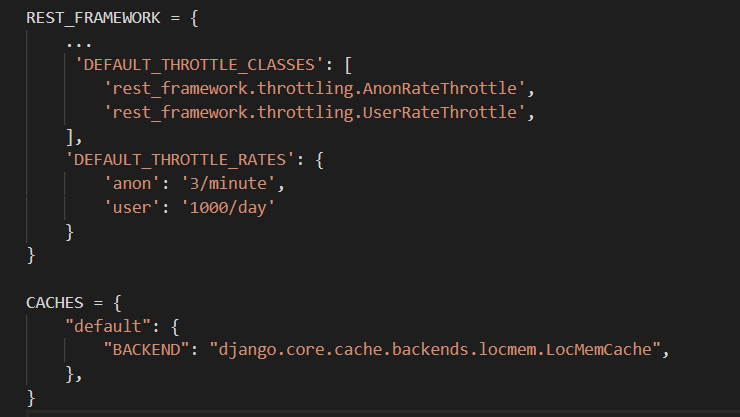 REST_FRAMEWORK = {
...
'DEFAULT_THROTTLE_CLASSES': [
'rest_framework.throttling.AnonRateThrottle',
'rest_framework.throttling.UserRateThrottle',
],
'DEFAULT_THROTTLE_RATES': {
'anon': '3/minute',
'user': '1000/day'
}
}
CACHES = {
"default": {
"BACKEND": "django.core.cache.backends.locmem.LocMemCache",
},
}